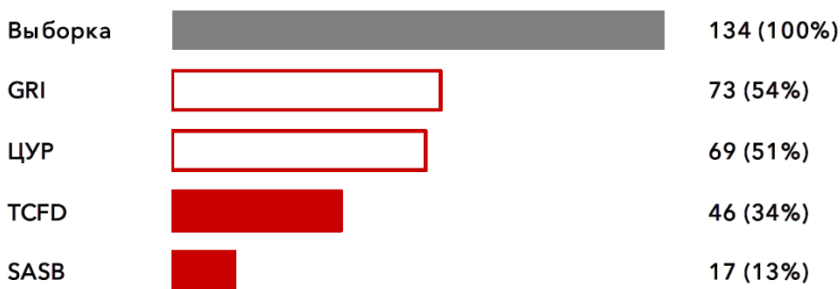 Выборка 134 (100%)
GRI 73 (54%)
ЦУР 69 (51%)
TCFD 46 (34%)
SASB 17 (13%)